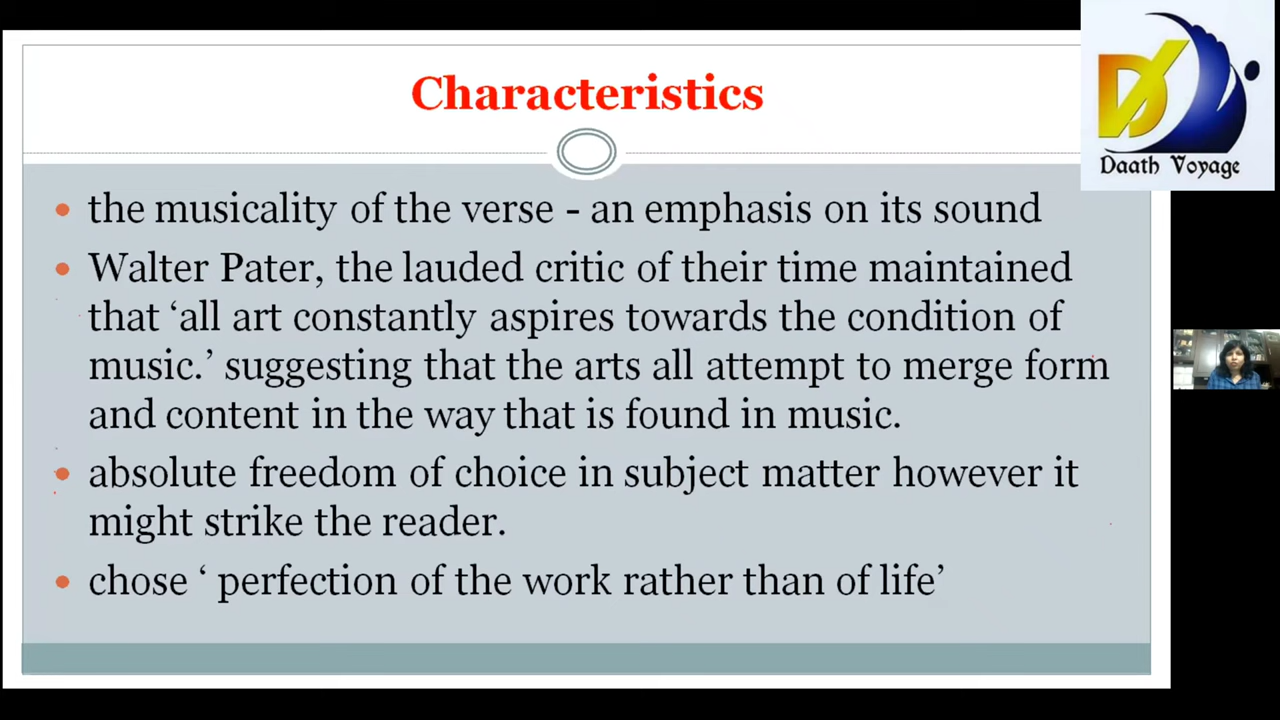 Characteristics
D
Daath Voyage
the musicality of the verse - an emphasis on its sound
Walter Pater, the lauded critic of their time maintained
that ‘all art constantly aspires towards the condition of
music.’ suggesting that the arts all attempt to merge form
and content in the way that is found in music.
absolute freedom of choice in subject matter however it
might strike the reader.
chose ‘ perfection of the work rather than of life’